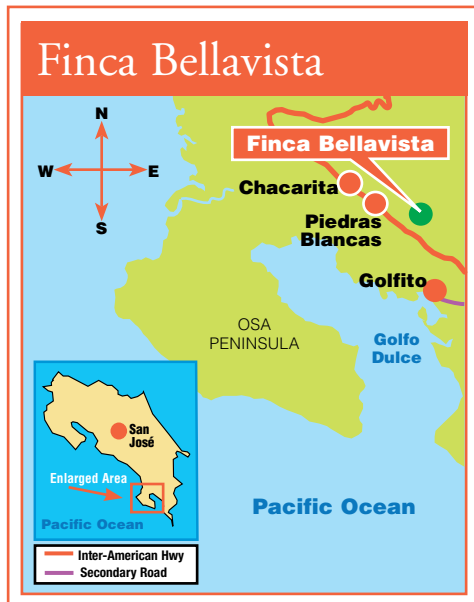 Finca Bellavista
N
W
E
S
Finca Bellavista
Chacarita
Piedras
Blancas
Golfito
OSA
PENINSULA
Golfo
Dulce
San
José
Enlarged Area
Pacific Ocean
Pacific Ocean
Inter-American Hwy
Secondary Road